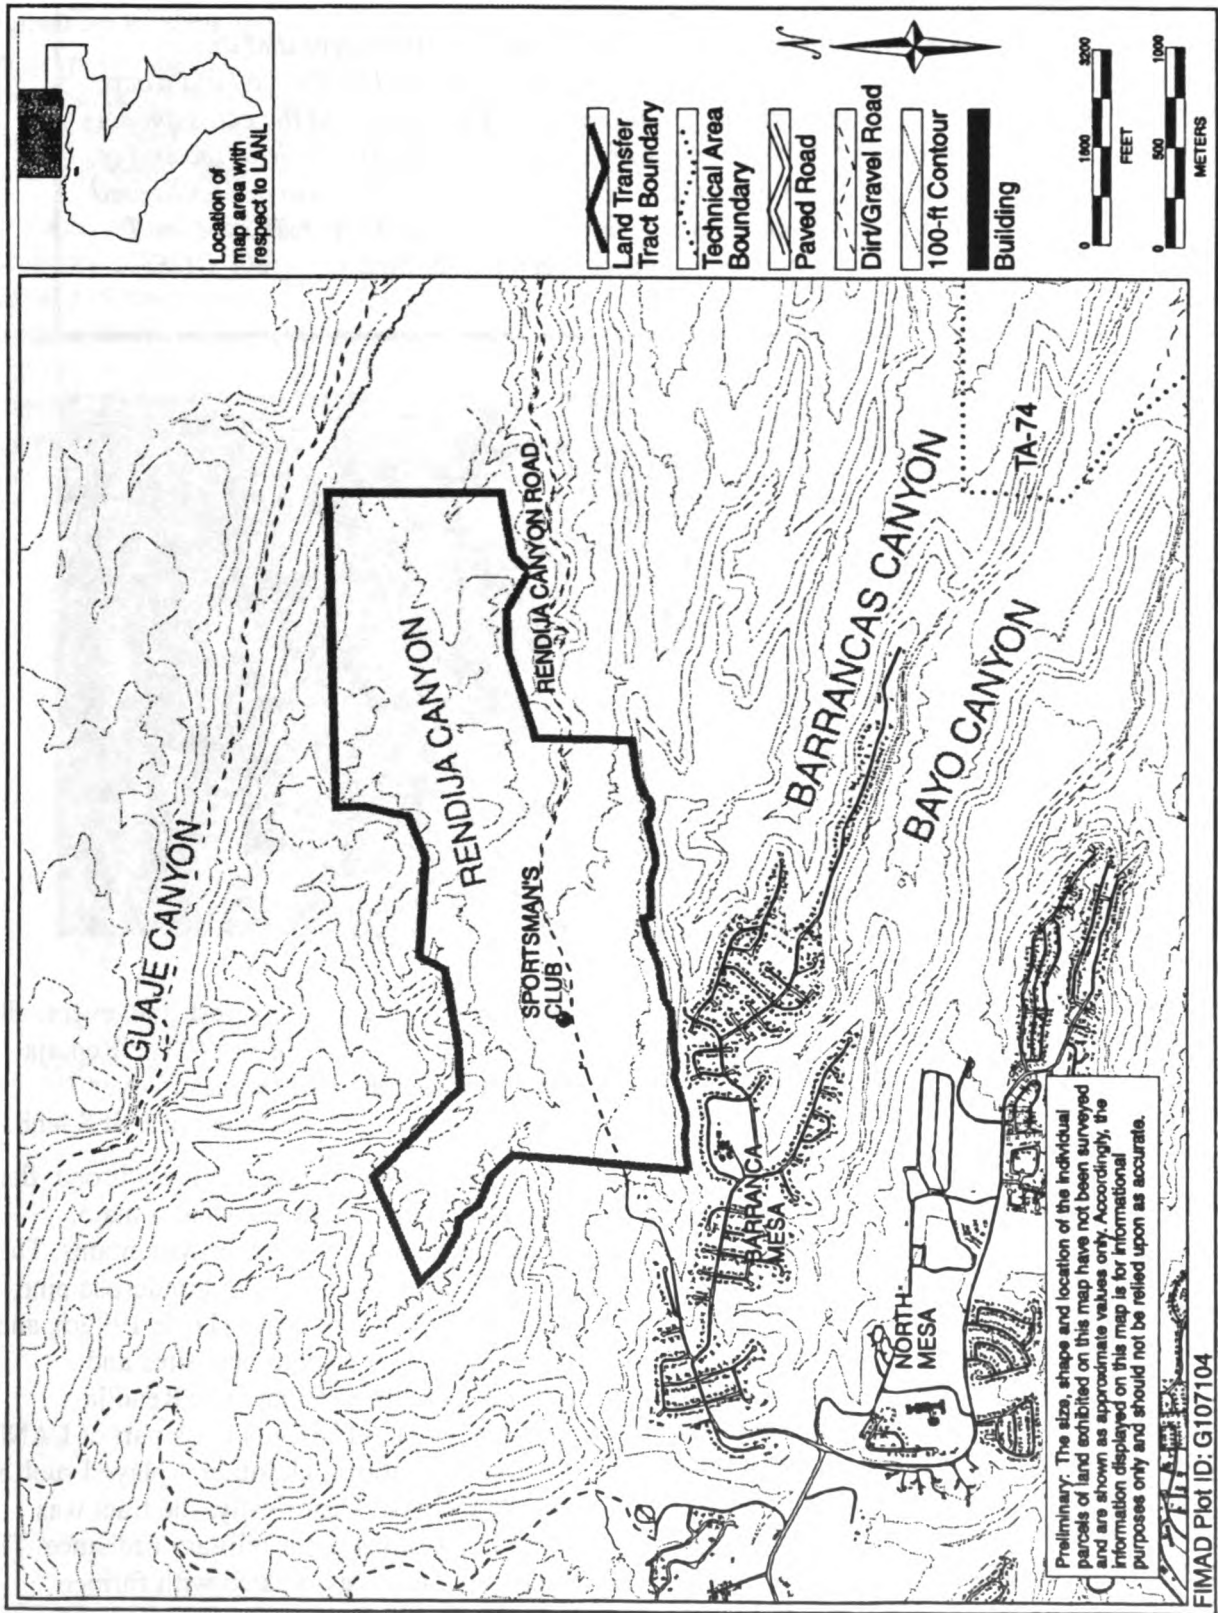 GUAJE CANYON
RENDIJA CANYON
SPORTSMAN'S
CLUB
RENDIJA CANYON ROAD
BARRANCAS CANYON
BAYO CANYON
TA-74
BARRANCA
MESA
NORTH
MESA
Preliminary: The size, shape and location of the individual
parcels of land exhibited on this map have not been surveyed
and are shown as approximate values only. Accordingly, the
information displayed on this map is for informational
purposes only and should not be relied upon as accurate.
FIMAD Plot ID: G107104
Location of
map area with
respect to LANL
Land Transfer
Tract Boundary
Technical Area
Boundary
Paved Road
Dirt/Gravel Road
100-ft Contour
Building
N
0 1600 3200
FEET
0 500 1000
METERS